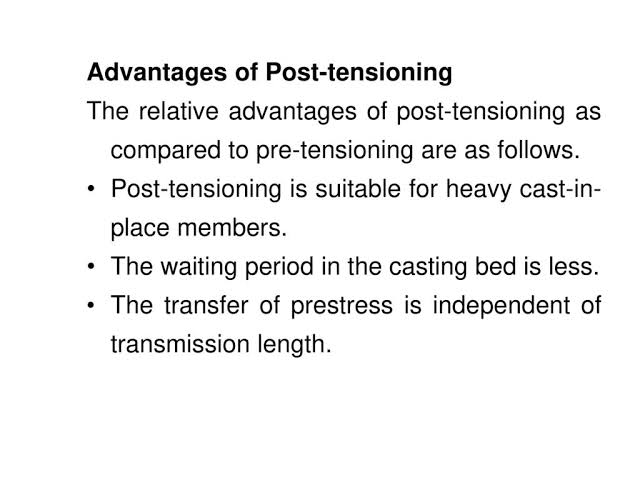 Advantages of Post-tensioning
The relative advantages of post-tensioning as
compared to pre-tensioning are as follows.
• Post-tensioning is suitable for heavy cast-in-
place members.
• The waiting period in the casting bed is less.
• The transfer of prestress is independent of
transmission length.